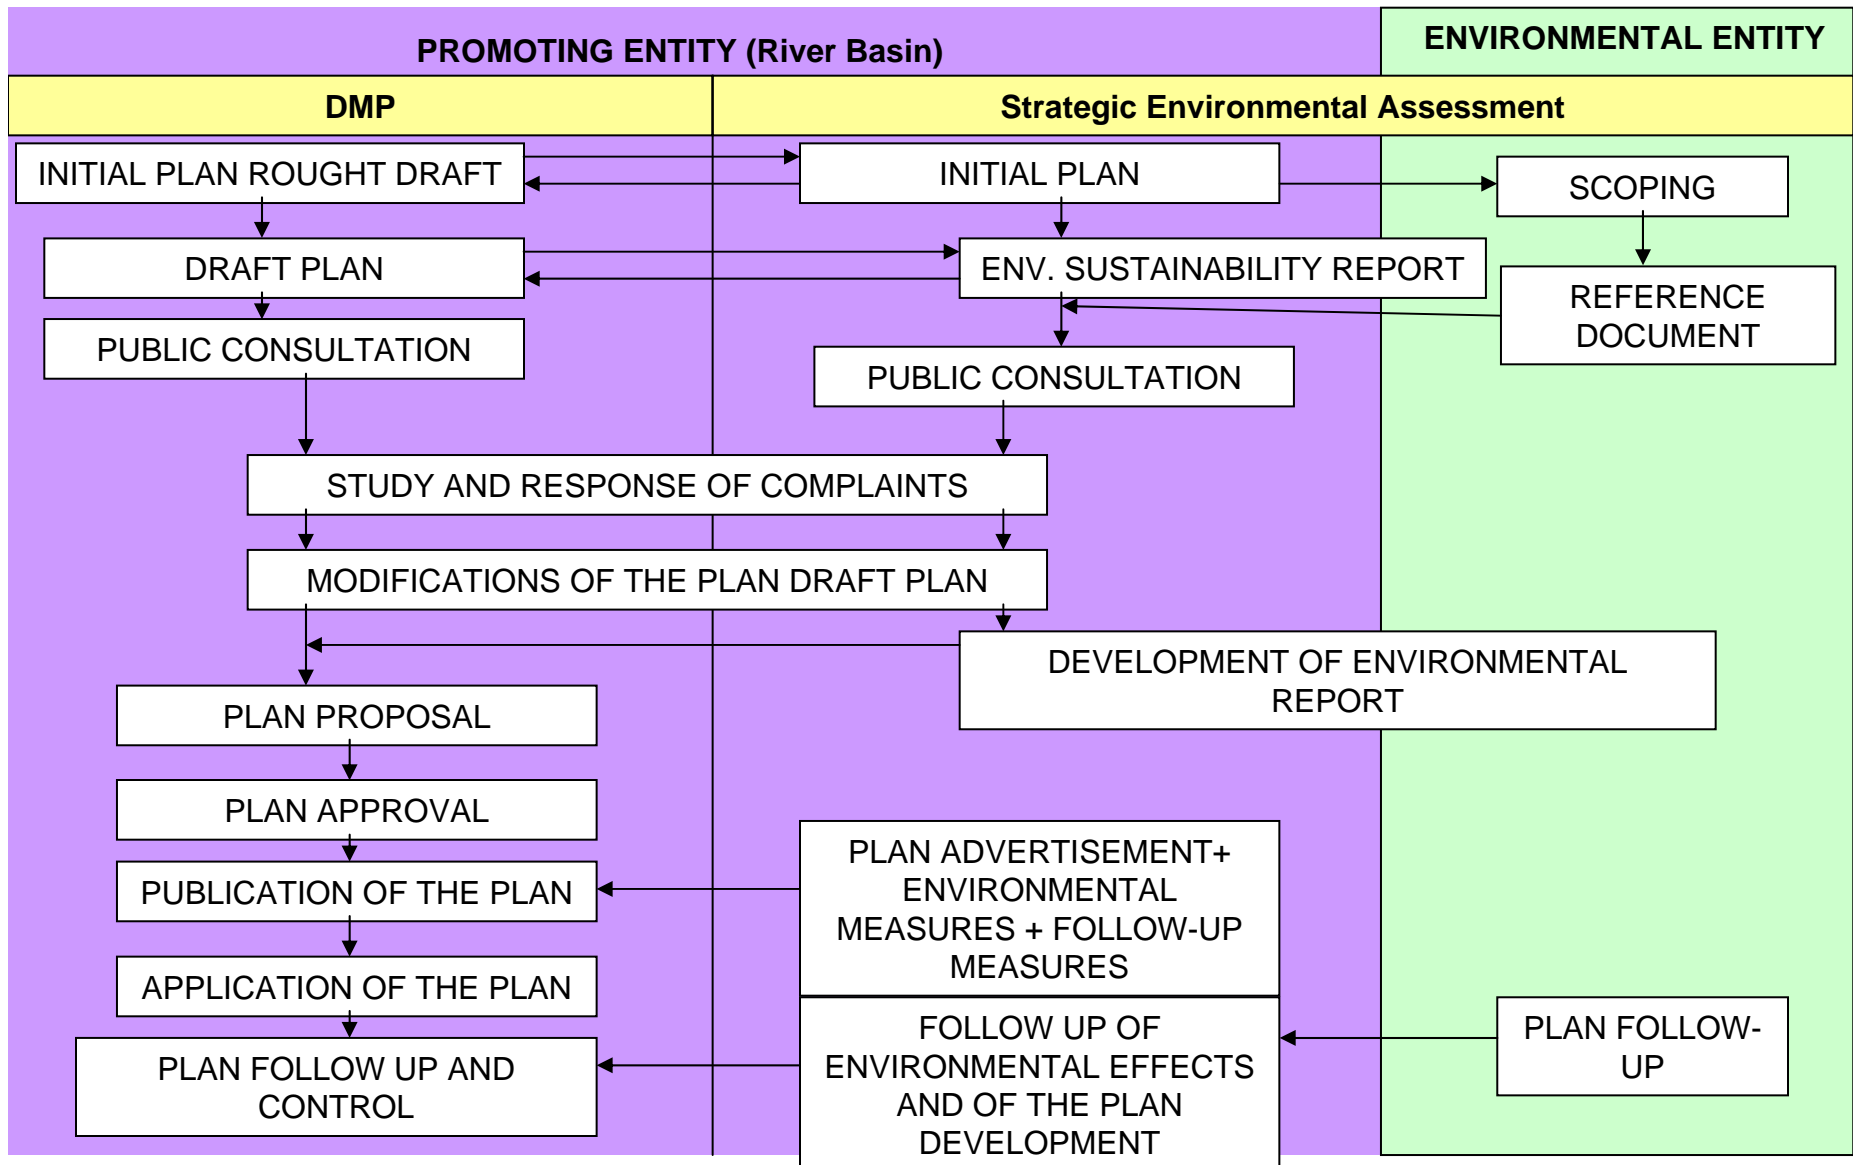 PROMOTING ENTITY (River Basin)
ENVIRONMENTAL ENTITY
DMP
Strategic Environmental Assessment
INITIAL PLAN ROUGHT DRAFT
INITIAL PLAN
SCOPING
DRAFT PLAN
ENV. SUSTAINABILITY REPORT
REFERENCE
DOCUMENT
PUBLIC CONSULTATION
PUBLIC CONSULTATION
STUDY AND RESPONSE OF COMPLAINTS
MODIFICATIONS OF THE PLAN DRAFT PLAN
DEVELOPMENT OF ENVIRONMENTAL
REPORT
PLAN PROPOSAL
PLAN APPROVAL
PUBLICATION OF THE PLAN
PLAN ADVERTISEMENT+
ENVIRONMENTAL
MEASURES + FOLLOW-UP
MEASURES
APPLICATION OF THE PLAN
PLAN FOLLOW UP AND
CONTROL
FOLLOW UP OF
ENVIRONMENTAL EFFECTS
AND OF THE PLAN
DEVELOPMENT
PLAN FOLLOW-
UP